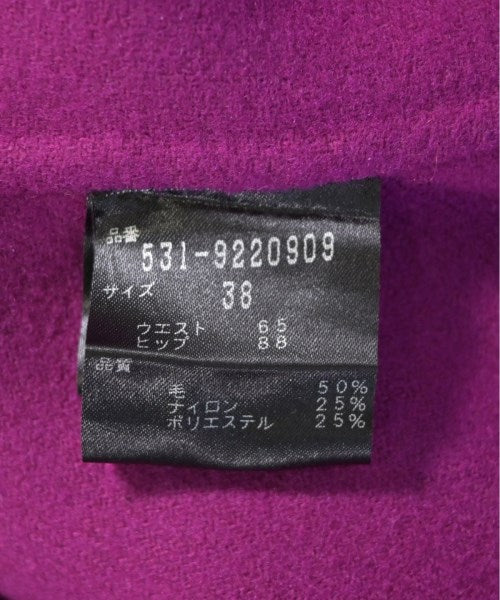 品番
531-9220909
サイズ 38
ウエスト 65
ヒップ 88
品質
毛 50%
ナイロン 25%
ポリエステル 25%